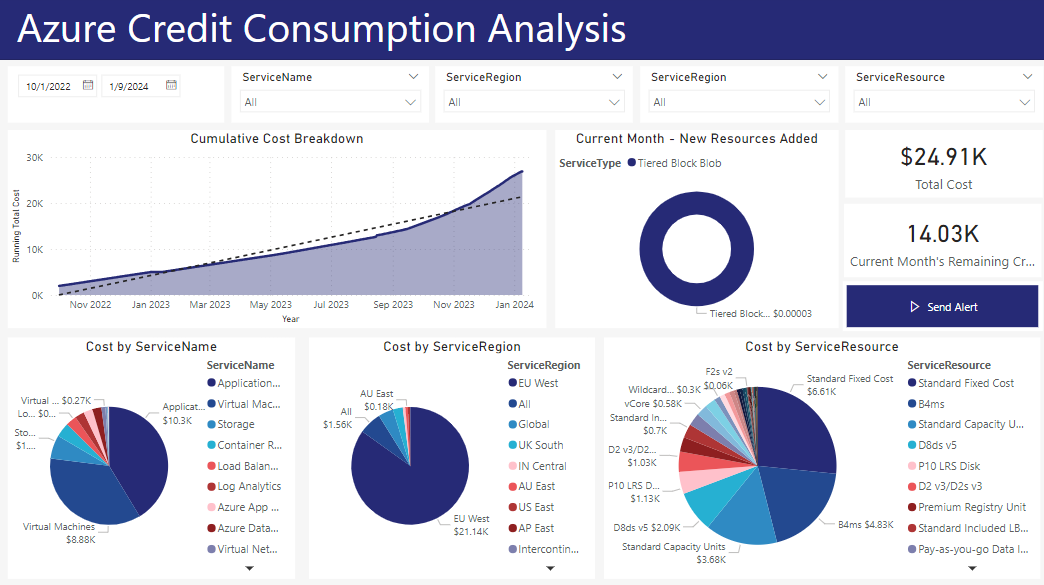 Azure Credit Consumption Analysis
10/1/2022
1/9/2024
ServiceName
All
ServiceRegion
All
ServiceRegion
All
ServiceResource
All
Cumulative Cost Breakdown
30K
20K
10K
0K
Running Total Cost
Nov 2022
Jan 2023
Mar 2023
May 2023
Jul 2023
Sep 2023
Nov 2023
Jan 2024
Year
Current Month - New Resources Added
ServiceType
Tiered Block Blob
Tiered Block... $0.00003
$24.91K
Total Cost
14.03K
Current Month's Remaining Cr...
Send Alert
Cost by ServiceName
Virtual ... $0.27K
Lo...
$0...
Sto...
$1....
Applicat...
$10.3K
Virtual Machines
$8.88K
ServiceName
Application...
Virtual Mac...
Storage
Container R...
Load Balan...
Log Analytics
Azure App ...
Azure Data...
Virtual Net...
Cost by ServiceRegion
AU East
$0.18K
All
$1.56K
EU West
$21.14K
ServiceRegion
EU West
All
Global
UK South
IN Central
AU East
US East
AP East
Intercontin...
Cost by ServiceResource
F2s v2
$0.06K
Wildcard... $0.3K
vCore $0.58K
Standard In...
$0.7K
D2 v3/D2...
$1.03K
P10 LRS D...
$1.13K
D8ds v5 $2.09K
Standard Capacity Units
$3.68K
Standard Fixed Cost
$6.61K
B4ms $4.83K
ServiceResource
Standard Fixed Cost
B4ms
Standard Capacity U...
D8ds v5
P10 LRS Disk
D2 v3/D2s v3
Premium Registry Unit
Standard Included LB...
Pay-as-you-go Data I...